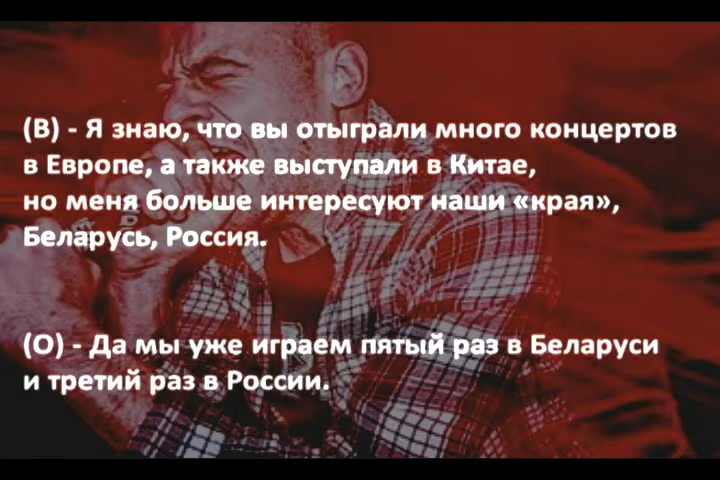 (В) - Я знаю, что вы отыграли много концертов
в Европе, а также выступали в Китае,
но меня больше интересуют наши «края»,
Беларусь, Россия.
(О) - Да мы уже играем пятый раз в Беларуси
и третий раз в России.